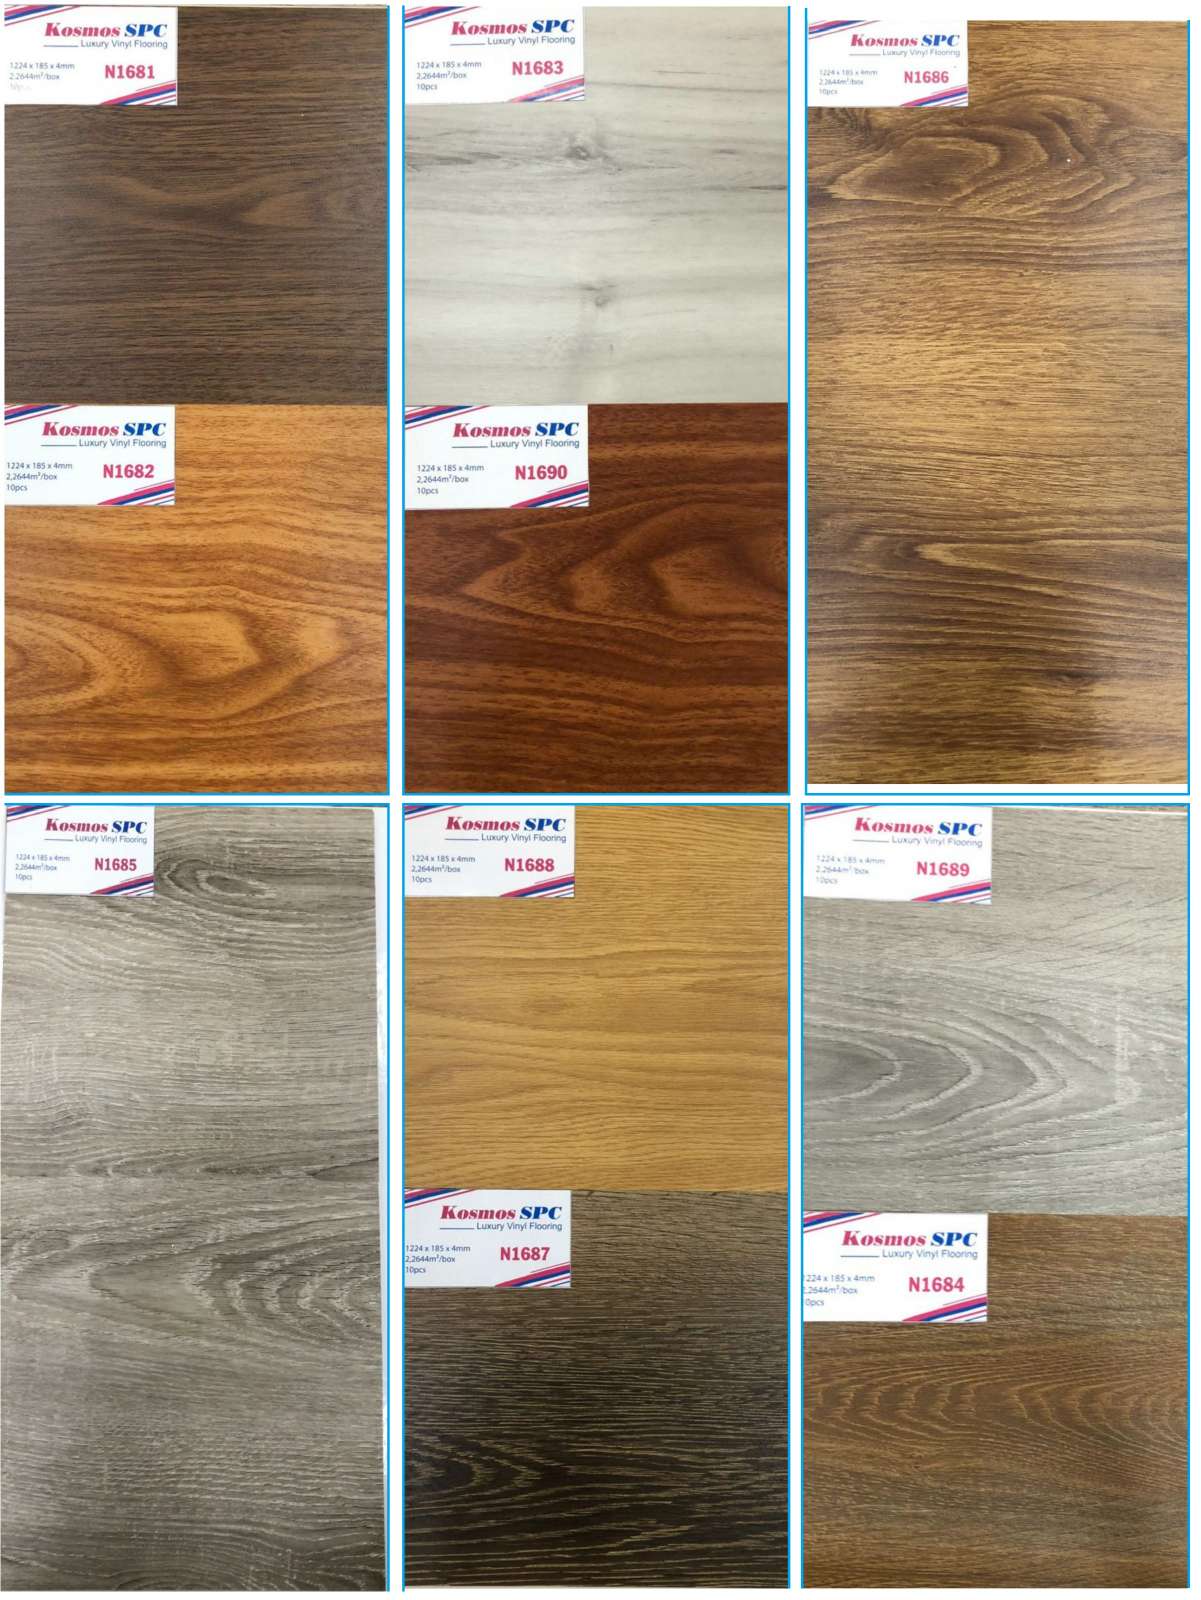 Kosmos SPC
Luxury Vinyl Flooring
1224 x 185 x 4mm
2,2644m²/box
10pcs
N1681
Kosmos SPC
Luxury Vinyl Flooring
1224 x 185 x 4mm
2,2644m²/box
10pcs
N1683
Kosmos SPC
Luxury Vinyl Flooring
1224 x 185 x 4mm
2,2644m²/box
10pcs
N1686
Kosmos SPC
Luxury Vinyl Flooring
1224 x 185 x 4mm
2,2644m²/box
10pcs
N1682
Kosmos SPC
Luxury Vinyl Flooring
1224 x 185 x 4mm
2,2644m²/box
10pcs
N1690
Kosmos SPC
Luxury Vinyl Flooring
1224 x 185 x 4mm
2,2644m²/box
10pcs
N1685
Kosmos SPC
Luxury Vinyl Flooring
1224 x 185 x 4mm
2,2644m²/box
10pcs
N1688
Kosmos SPC
Luxury Vinyl Flooring
1224 x 185 x 4mm
2,2644m²/box
10pcs
N1689
Kosmos SPC
Luxury Vinyl Flooring
1224 x 185 x 4mm
2,2644m²/box
10pcs
N1687
Kosmos SPC
Luxury Vinyl Flooring
1224 x 185 x 4mm
2,2644m²/box
10pcs
N1684